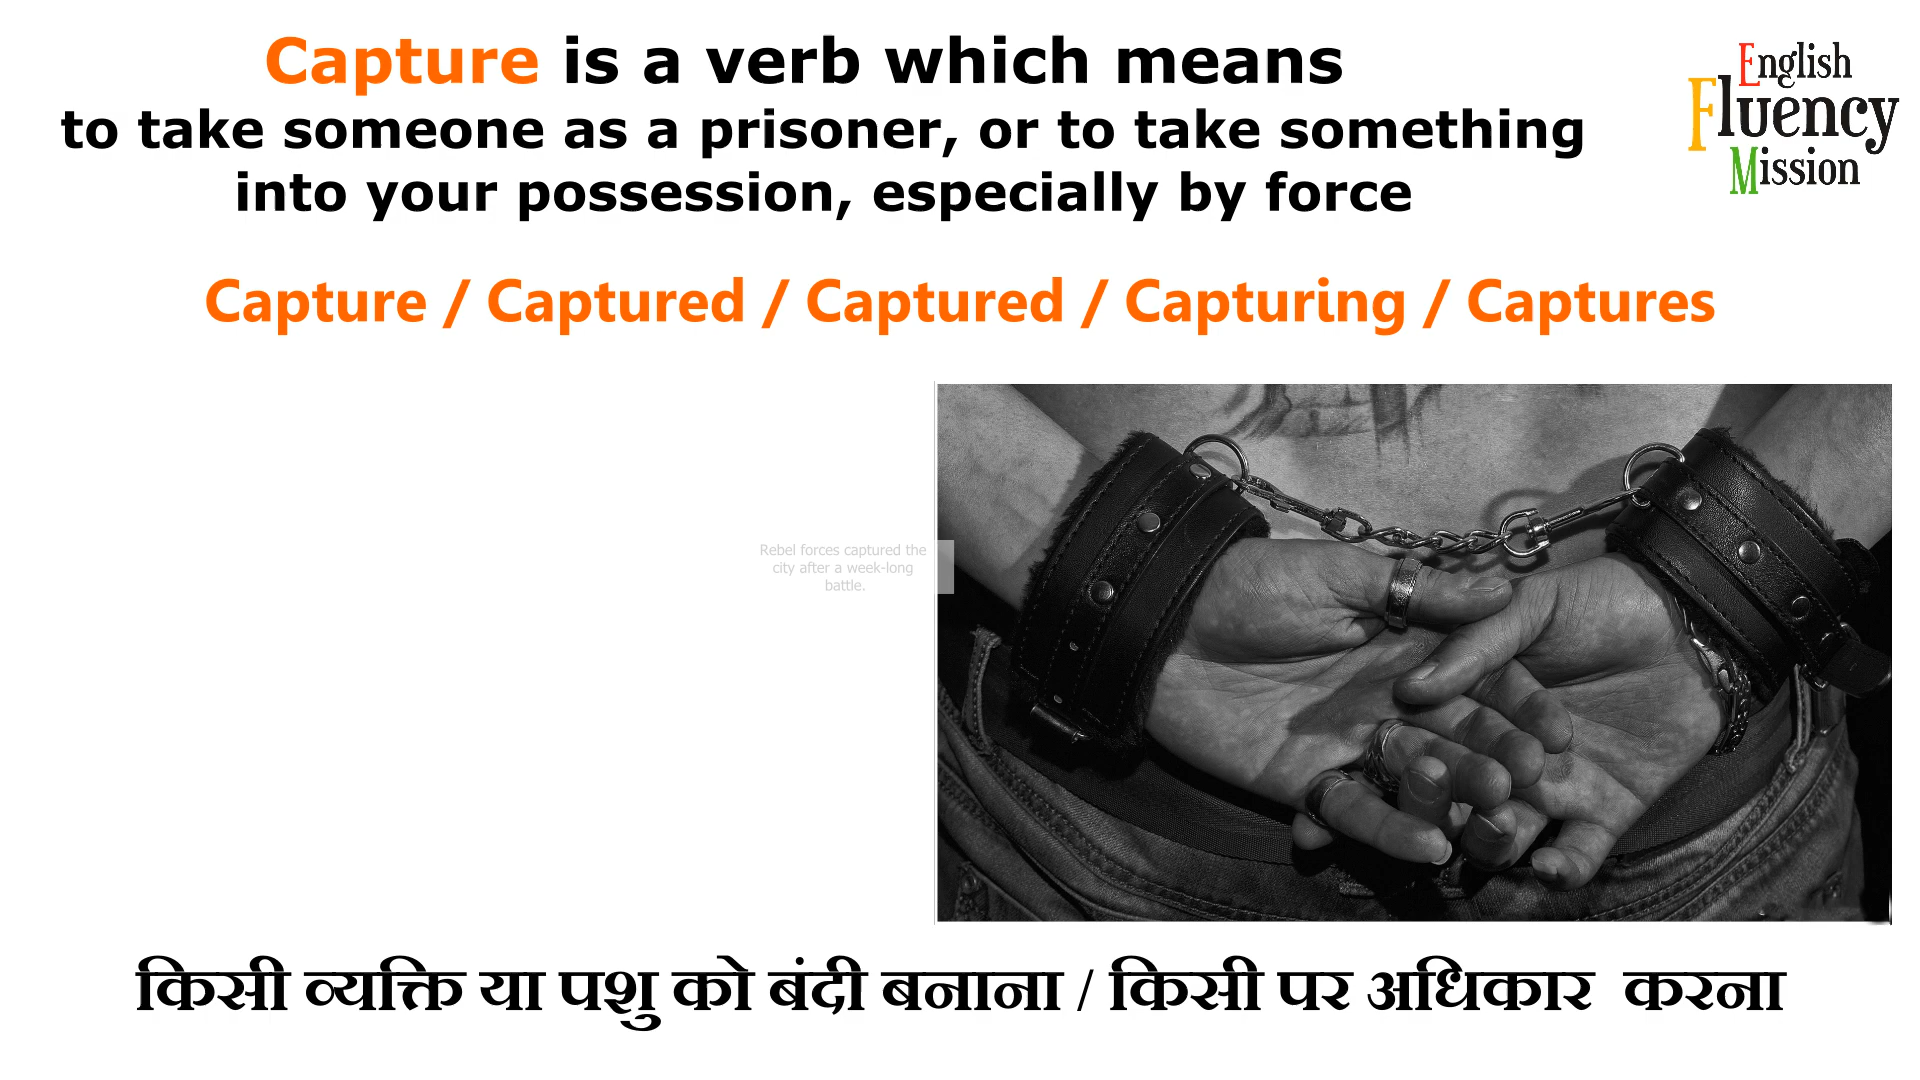 Capture is a verb which means
to take someone as a prisoner, or to take something
into your possession, especially by force
English
Fluency
Mission
Capture / Captured / Captured / Capturing / Captures
Rebel forces captured the
city after a week-long
battle.
किसी व्यक्ति या पशु को बंदी बनाना / किसी पर अधिकार करना